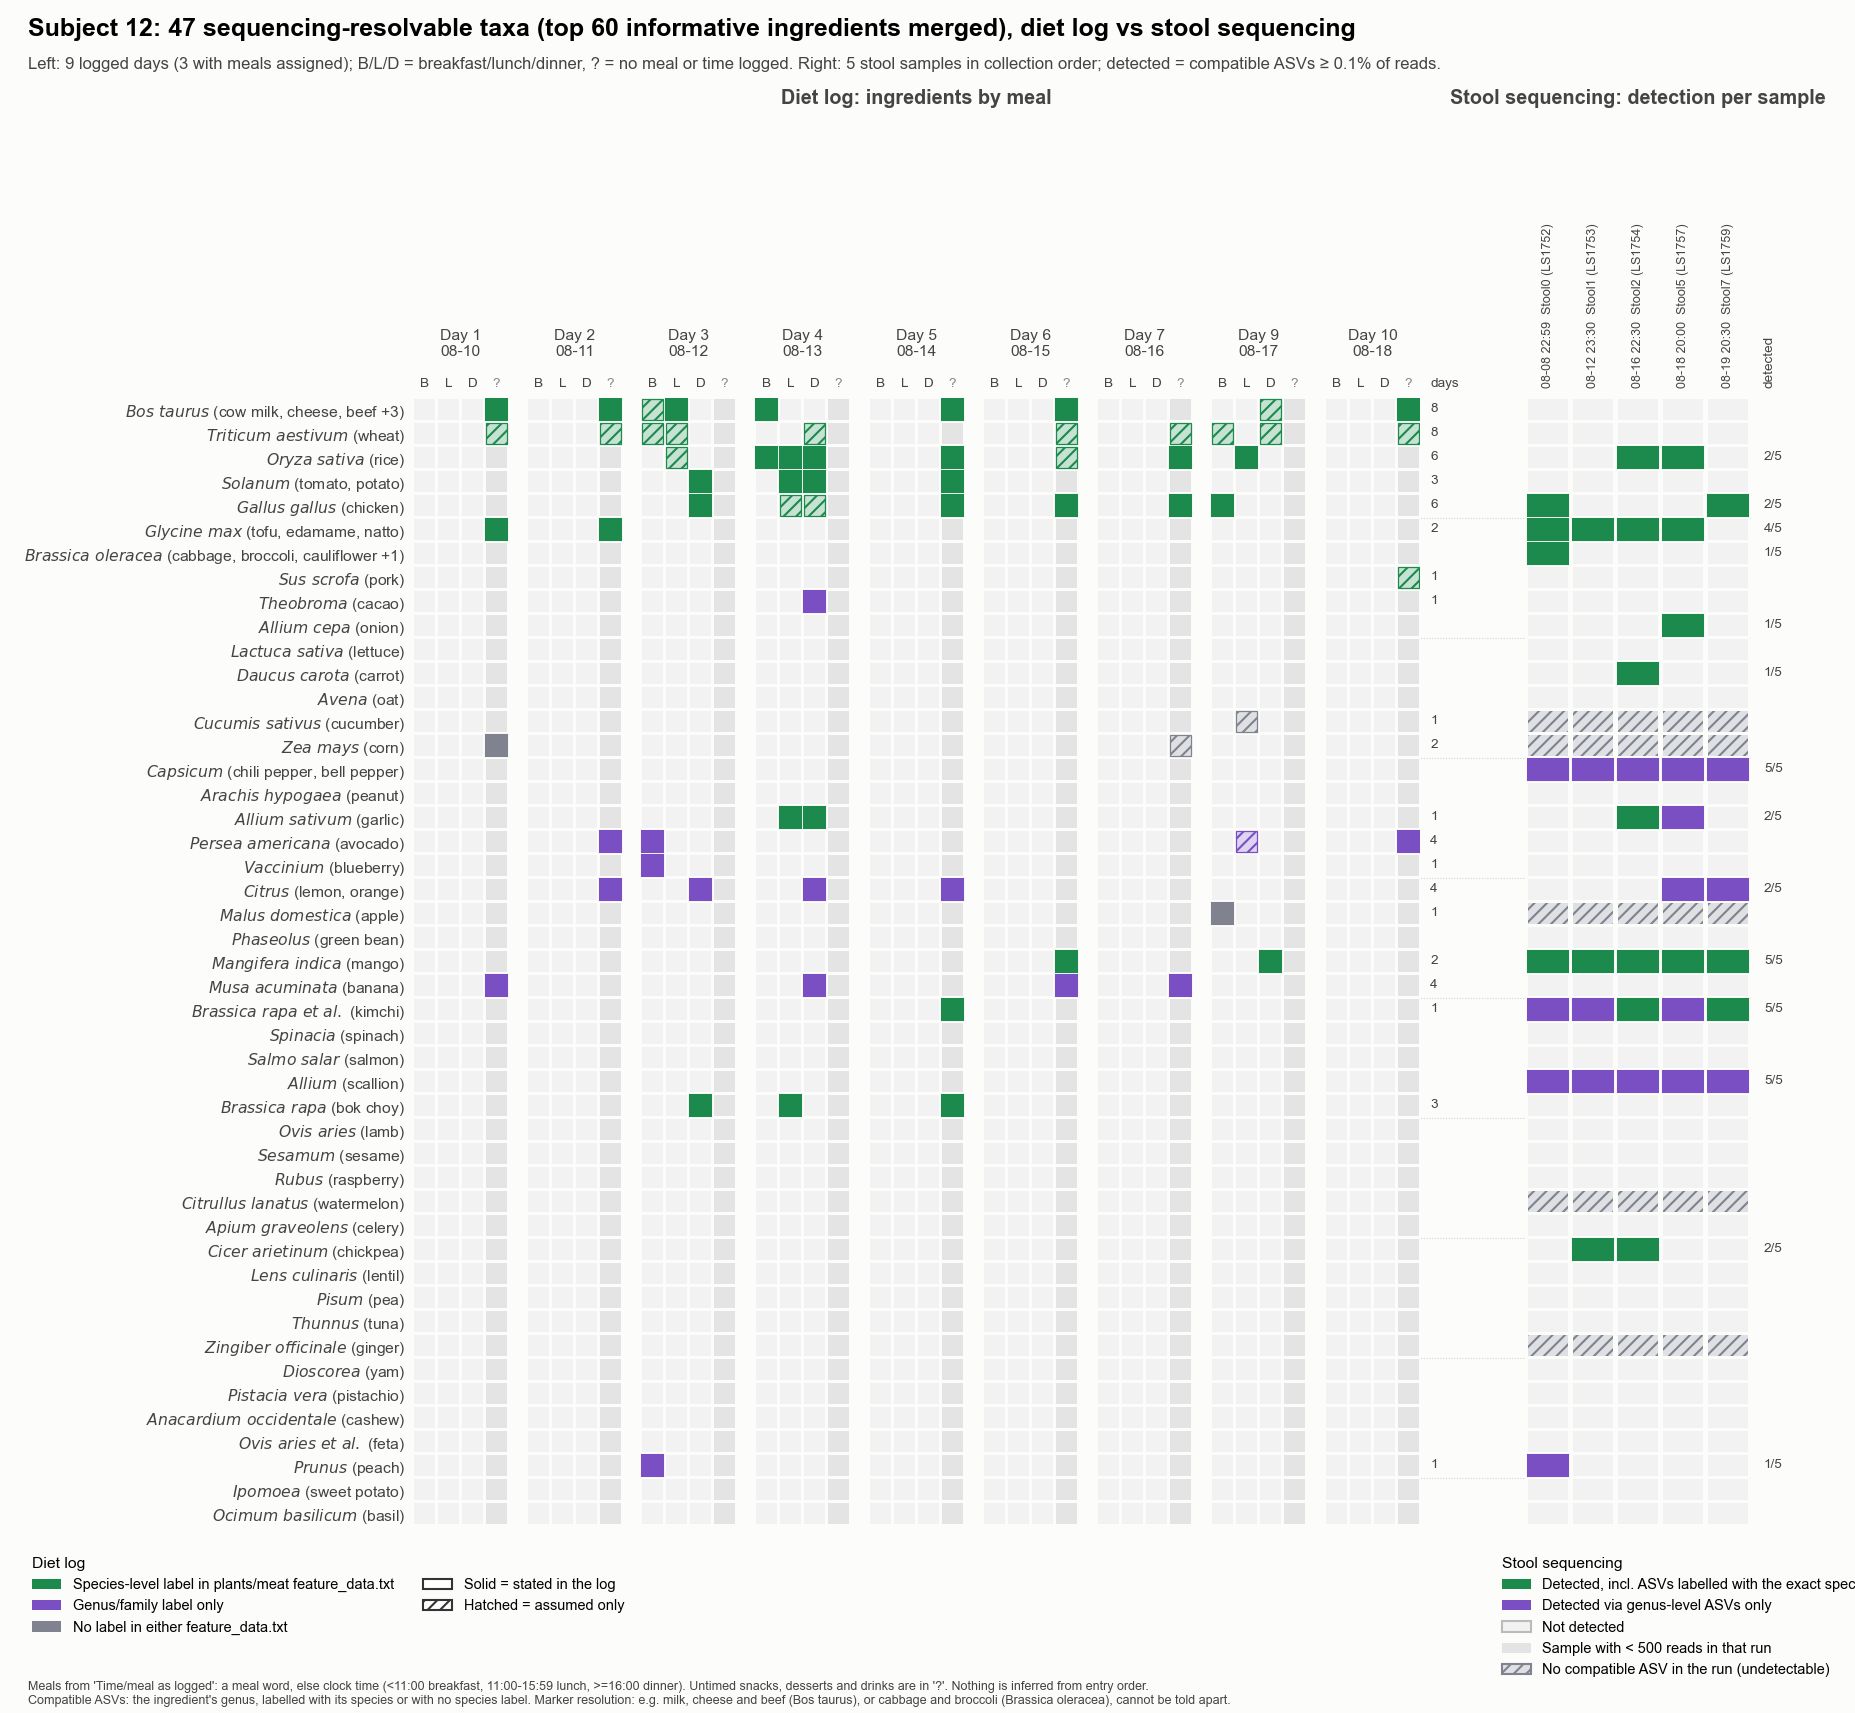 Subject 12: 47 sequencing-resolvable taxa (top 60 informative ingredients merged), diet log vs stool sequencing
Left: 9 logged days (3 with meals assigned); B/L/D = breakfast/lunch/dinner, ? = no meal or time logged. Right: 5 stool samples in collection order; detected = compatible ASVs ≥ 0.1% of reads.
Diet log: ingredients by meal
Stool sequencing: detection per sample
08-08 22:59 Stool0 (LS1752)
08-12 23:30 Stool1 (LS1753)
08-16 22:30 Stool2 (LS1754)
08-18 20:00 Stool5 (LS1757)
08-19 20:30 Stool7 (LS1759)
detected
Day 1 Day 2 Day 3 Day 4 Day 5 Day 6 Day 7 Day 9 Day 10
08-10 08-11 08-12 08-13 08-14 08-15 08-16 08-17 08-18
B L D ? B L D ? B L D ? B L D ? B L D ? B L D ? B L D ? B L D ? B L D ? days
Bos taurus (cow milk, cheese, beef +3) 8
Triticum aestivum (wheat) 8
Oryza sativa (rice) 6 2/5
Solanum (tomato, potato) 3
Gallus gallus (chicken) 6 2/5
Glycine max (tofu, edamame, natto) 2 4/5
Brassica oleracea (cabbage, broccoli, cauliflower +1) 1/5
Sus scrofa (pork) 1
Theobroma (cacao) 1
Allium cepa (onion) 1/5
Lactuca sativa (lettuce)
Daucus carota (carrot) 1/5
Avena (oat)
Cucumis sativus (cucumber) 1
Zea mays (corn) 2
Capsicum (chili pepper, bell pepper) 5/5
Arachis hypogaea (peanut)
Allium sativum (garlic) 1 2/5
Persea americana (avocado) 4
Vaccinium (blueberry) 1
Citrus (lemon, orange) 4 2/5
Malus domestica (apple) 1
Phaseolus (green bean)
Mangifera indica (mango) 2 5/5
Musa acuminata (banana) 4
Brassica rapa et al. (kimchi) 1 5/5
Spinacia (spinach)
Salmo salar (salmon)
Allium (scallion) 5/5
Brassica rapa (bok choy) 3
Ovis aries (lamb)
Sesamum (sesame)
Rubus (raspberry)
Citrullus lanatus (watermelon)
Apium graveolens (celery)
Cicer arietinum (chickpea) 2/5
Lens culinaris (lentil)
Pisum (pea)
Thunnus (tuna)
Zingiber officinale (ginger)
Dioscorea (yam)
Pistacia vera (pistachio)
Anacardium occidentale (cashew)
Ovis aries et al. (feta)
Prunus (peach) 1 1/5
Ipomoea (sweet potato)
Ocimum basilicum (basil)
Diet log
Species-level label in plants/meat feature_data.txt
Genus/family label only
No label in either feature_data.txt
Solid = stated in the log
Hatched = assumed only
Stool sequencing
Detected, incl. ASVs labelled with the exact spec
Detected via genus-level ASVs only
Not detected
Sample with < 500 reads in that run
No compatible ASV in the run (undetectable)
Meals from 'Time/meal as logged': a meal word, else clock time (<11:00 breakfast, 11:00-15:59 lunch, >=16:00 dinner). Untimed snacks, desserts and drinks are in '?'. Nothing is inferred from entry order.
Compatible ASVs: the ingredient's genus, labelled with its species or with no species label. Marker resolution: e.g. milk, cheese and beef (Bos taurus), or cabbage and broccoli (Brassica oleracea), cannot be told apart.